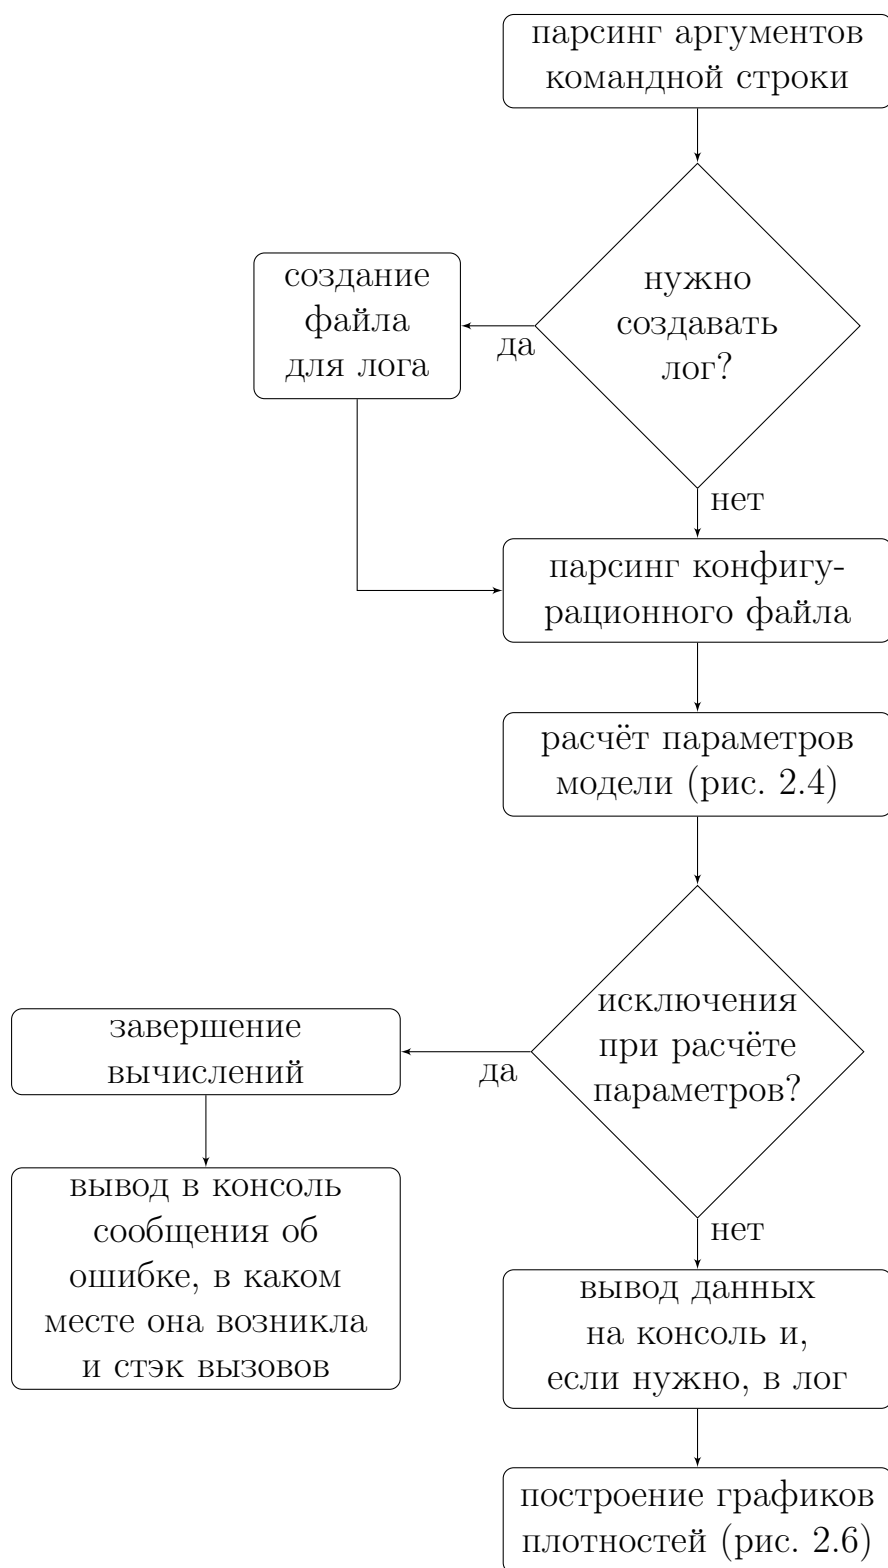 парсинг аргументов
командной строки
нужно
создавать
лог?
да
создание
файла
для лога
нет
парсинг конфигу-
рационного файла
расчёт параметров
модели (рис. 2.4)
исключения
при расчёте
параметров?
да
завершение
вычислений
вывод в консоль
сообщения об
ошибке, в каком
месте она возникла
и стэк вызовов
нет
вывод данных
на консоль и,
если нужно, в лог
построение графиков
плотностей (рис. 2.6)